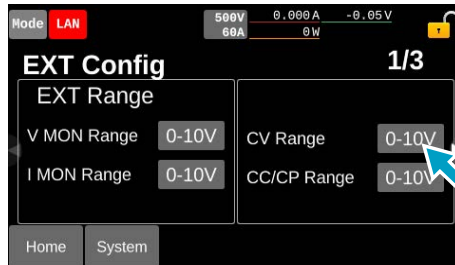 Mode LAN 500V 0.000A -0.05V
60A 0W
EXT Config 1/3
EXT Range
V MON Range 0-10V CV Range 0-10V
I MON Range 0-10V CC/CP Range 0-10V
Home System